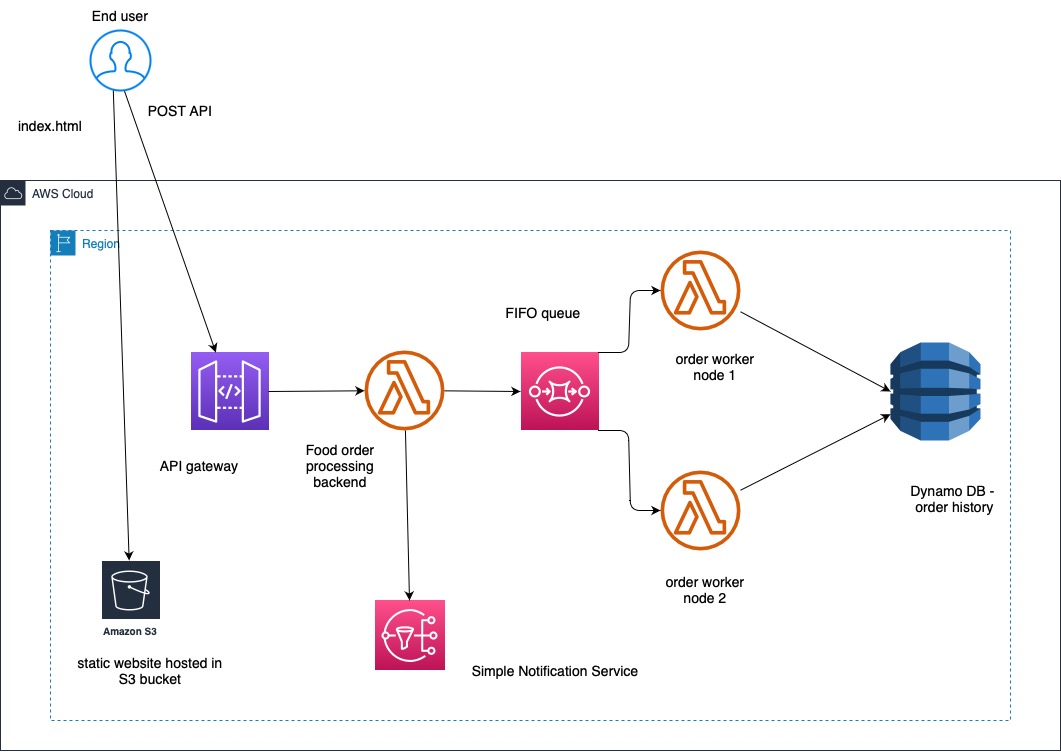 End user
POST API
index.html
AWS Cloud
Region
FIFO queue
order worker
node 1
Food order
processing
backend
API gateway
Dynamo DB -
order history
order worker
node 2
Amazon S3
static website hosted in
S3 bucket
Simple Notification Service